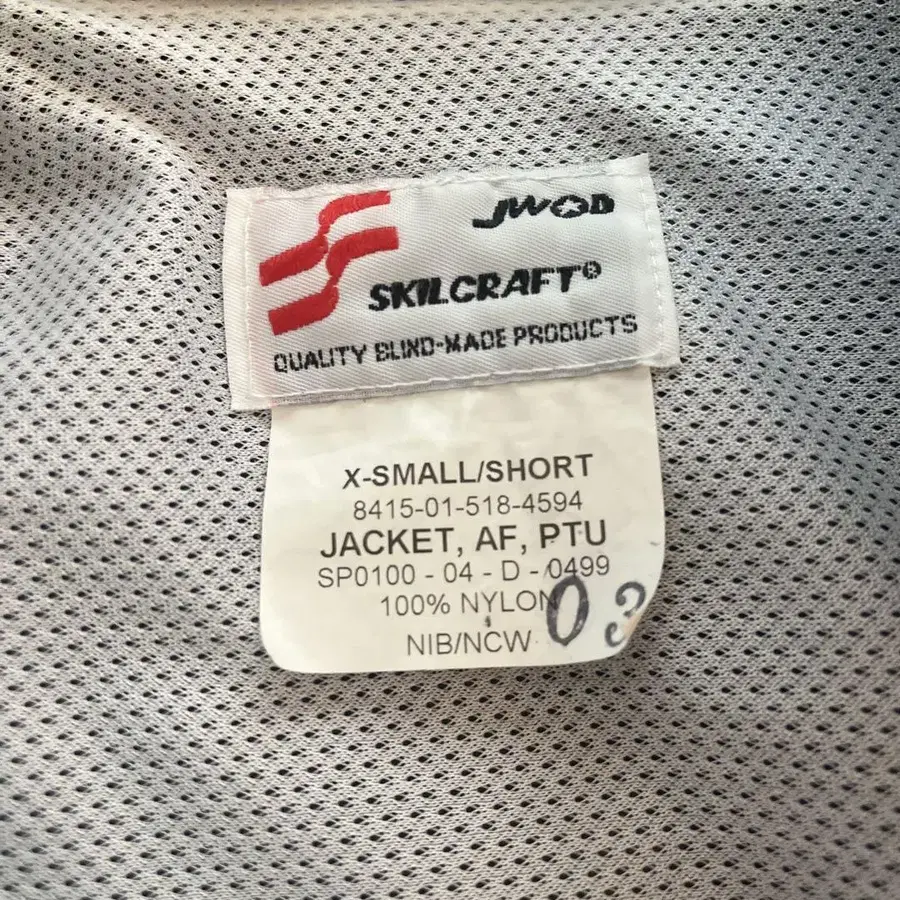 JWOD
SKILCRAFT®
QUALITY BLIND-MADE PRODUCTS
X-SMALL/SHORT
8415-01-518-4594
JACKET, AF, PTU
SP0100 - 04 - D - 0499
100% NYLON
NIB/NCW
03